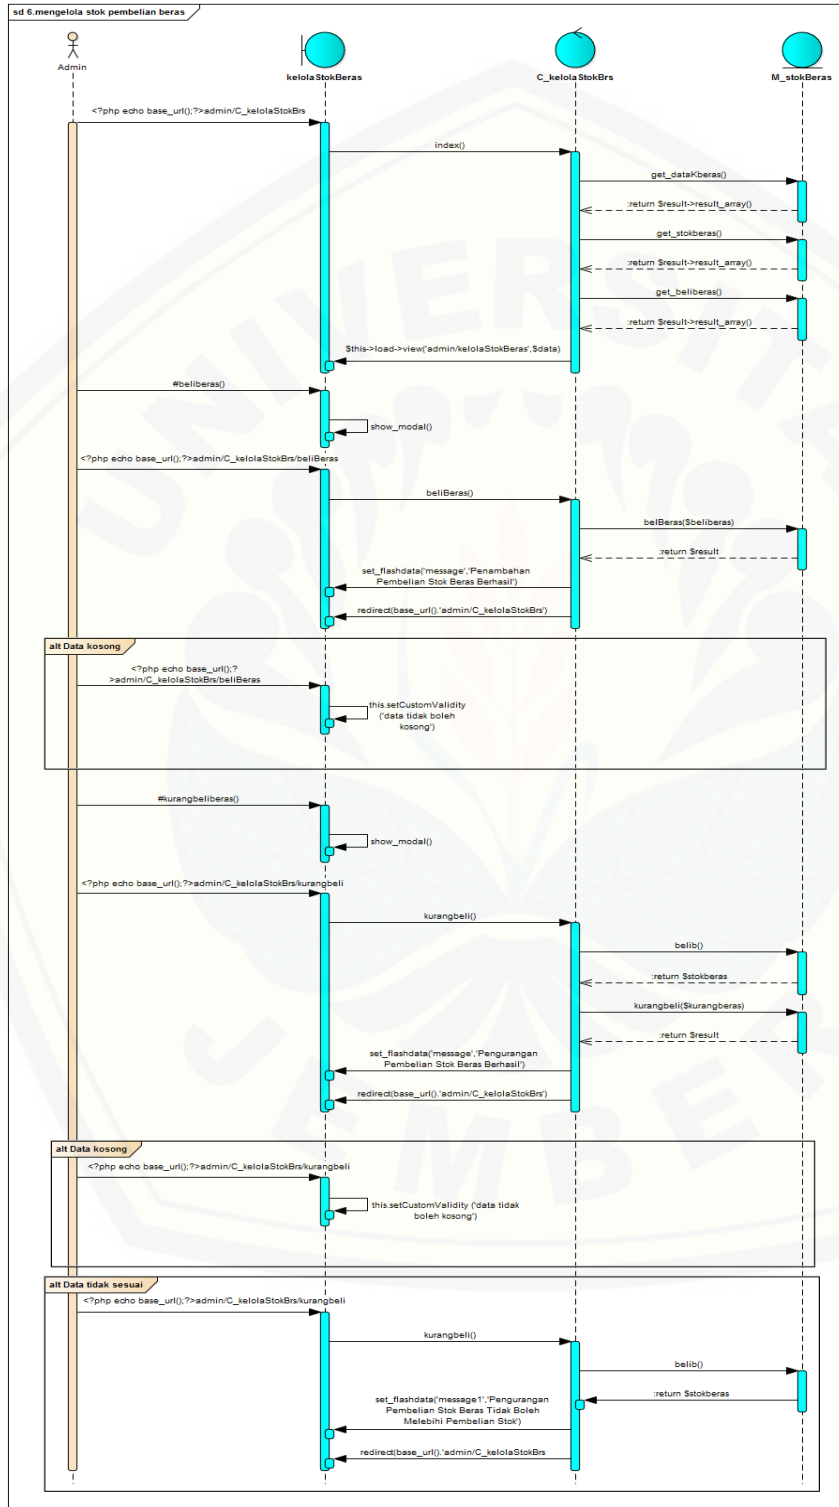 sd 6.mengelola stok pembelian beras
Admin
kelolaStokBeras
C_kelolaStokBrs
M_stokBeras
<?php echo base_url();?>admin/C_kelolaStokBrs
index()
get_dataKberas()
:return $result->result_array()
get_stokberas()
:return $result->result_array()
get_beliberas()
:return $result->result_array()
$this->load->view('admin/kelolaStokBeras',$data)
#beliberas()
show_modal()
<?php echo base_url();?>admin/C_kelolaStokBrs/beliBeras
beliBeras()
belBeras($beliberas)
:return $result
set_flashdata('message','Penambahan
Pembelian Stok Beras Berhasil')
redirect(base_url().'admin/C_kelolaStokBrs')
alt Data kosong
<?php echo base_url();?
>admin/C_kelolaStokBrs/beliBeras
this.setCustomValidity
('data tidak boleh
kosong')
#kurangbeliberas()
show_modal()
<?php echo base_url();?>admin/C_kelolaStokBrs/kurangbeli
kurangbeli()
belib()
:return $stokberas
kurangbeli($kurangberas)
:return $result
set_flashdata('message','Pengurangan
Pembelian Stok Beras Berhasil')
redirect(base_url().'admin/C_kelolaStokBrs')
alt Data kosong
<?php echo base_url();?>admin/C_kelolaStokBrs/kurangbeli
this.setCustomValidity ('data tidak
boleh kosong')
alt Data tidak sesuai
<?php echo base_url();?>admin/C_kelolaStokBrs/kurangbeli
kurangbeli()
belib()
:return $stokberas
set_flashdata('message1','Pengurangan
Pembelian Stok Beras Tidak Boleh
Melebihi Pembelian Stok')
redirect(base_url().'admin/C_kelolaStokBrs
UNIVERSITA
JEMBER